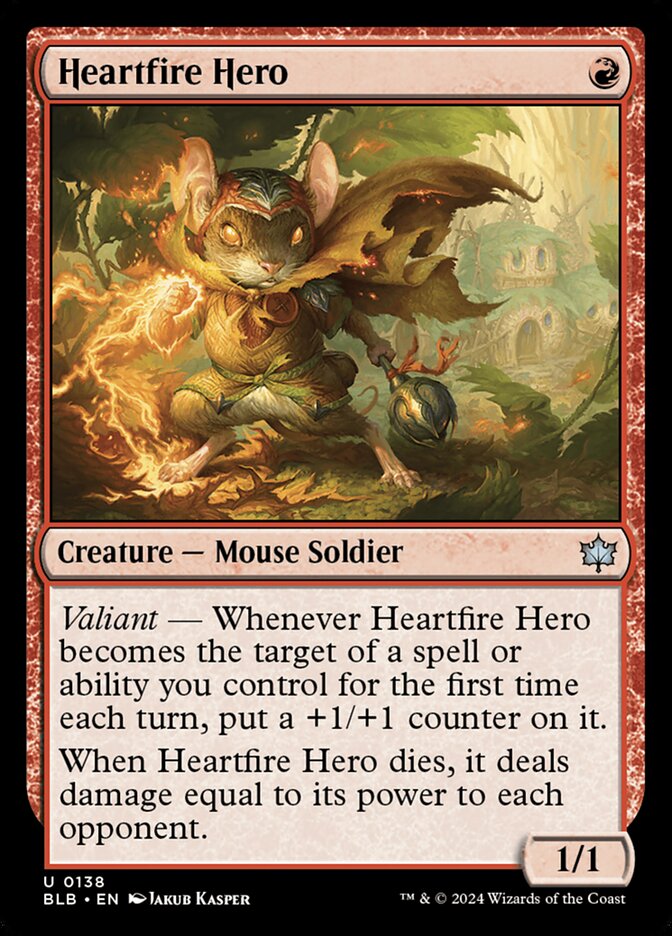 Heartfire Hero
Creature — Mouse Soldier
Valiant — Whenever Heartfire Hero
becomes the target of a spell or
ability you control for the first time
each turn, put a +1/+1 counter on it.
When Heartfire Hero dies, it deals
damage equal to its power to each
opponent.
1/1
U 0138
BLB • EN Jakub Kasper
™ & © 2024 Wizards of the Coast